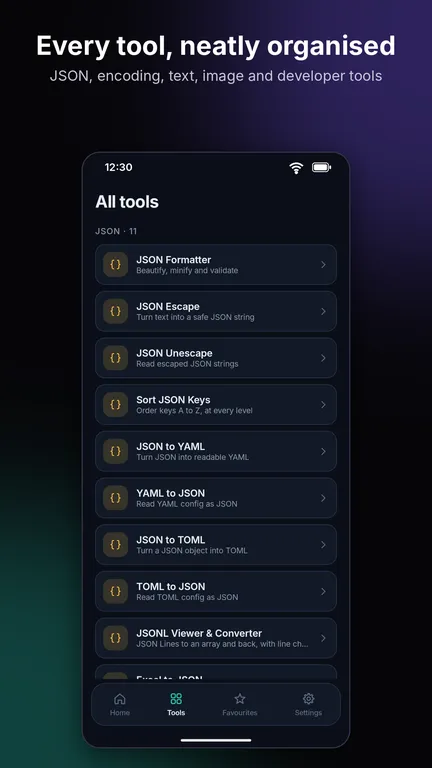 Every tool, neatly organised
JSON, encoding, text, image and developer tools
12:30
All tools
JSON · 11
{} JSON Formatter
Beautify, minify and validate
{} JSON Escape
Turn text into a safe JSON string
{} JSON Unescape
Read escaped JSON strings
{} Sort JSON Keys
Order keys A to Z, at every level
{} JSON to YAML
Turn JSON into readable YAML
{} YAML to JSON
Read YAML config as JSON
{} JSON to TOML
Turn a JSON object into TOML
{} TOML to JSON
Read TOML config as JSON
{} JSONL Viewer & Converter
JSON Lines to an array and back, with line ch...
Excel to JSON
Home Tools Favourites Settings